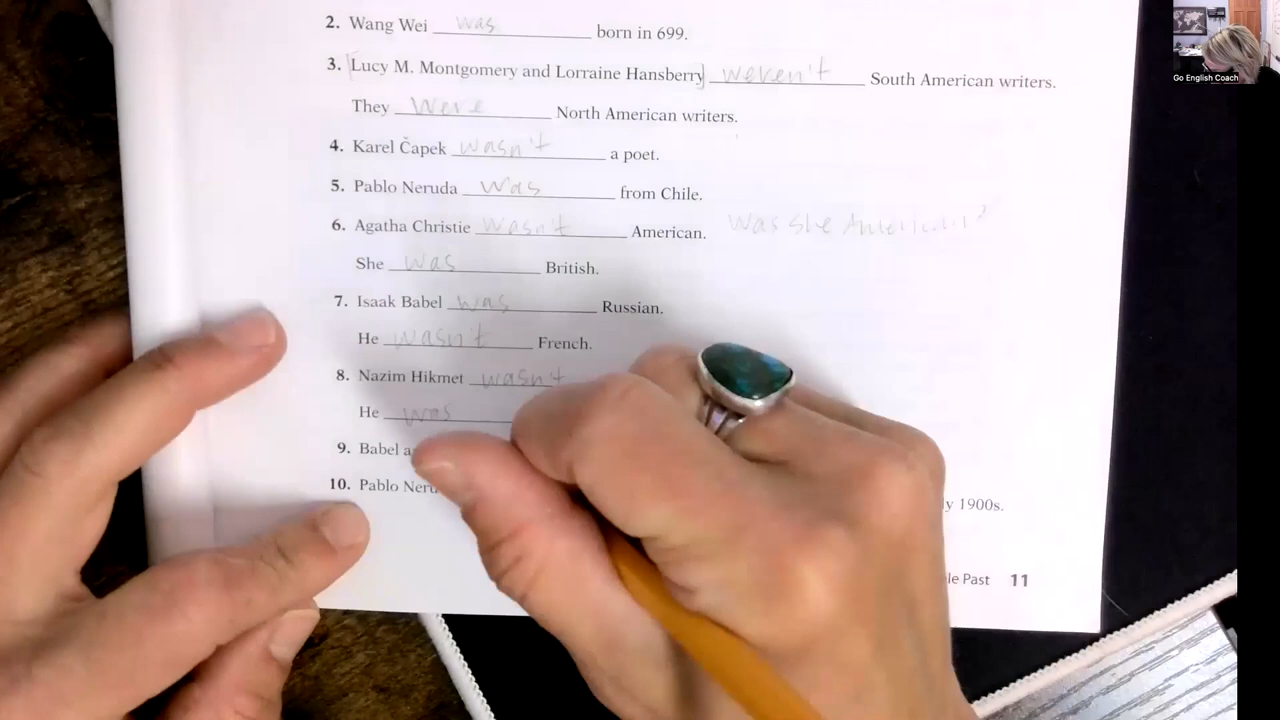 2. Wang Wei was born in 699.
3. Lucy M. Montgomery and Lorraine Hansberry weren't South American writers.
They were North American writers.
4. Karel Čapek wasn't a poet.
5. Pablo Neruda was from Chile.
6. Agatha Christie wasn't American. Was she American?
She was British.
7. Isaak Babel was Russian.
He wasn't French.
8. Nazim Hikmet wasn't
He was
9. Babel
10. Pablo y 1900s.
Past 11
Go English Coach